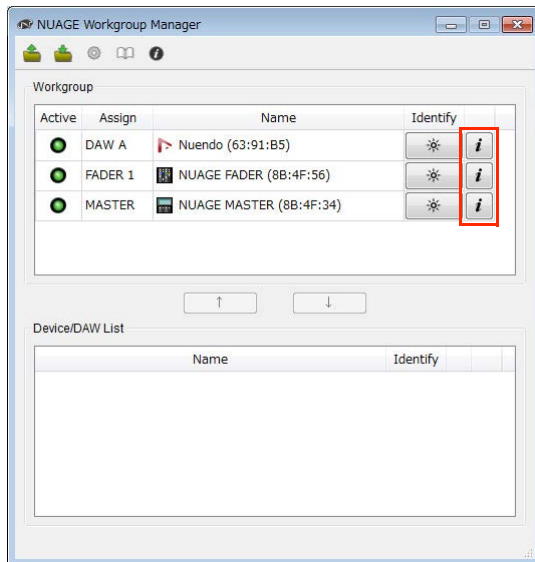 NUAGE Workgroup Manager
Workgroup
Active Assign Name Identify
DAW A Nuendo (63:91:B5) i
FADER 1 NUAGE FADER (8B:4F:56) i
MASTER NUAGE MASTER (8B:4F:34) i
↑ ↓
Device/DAW List
Name Identify